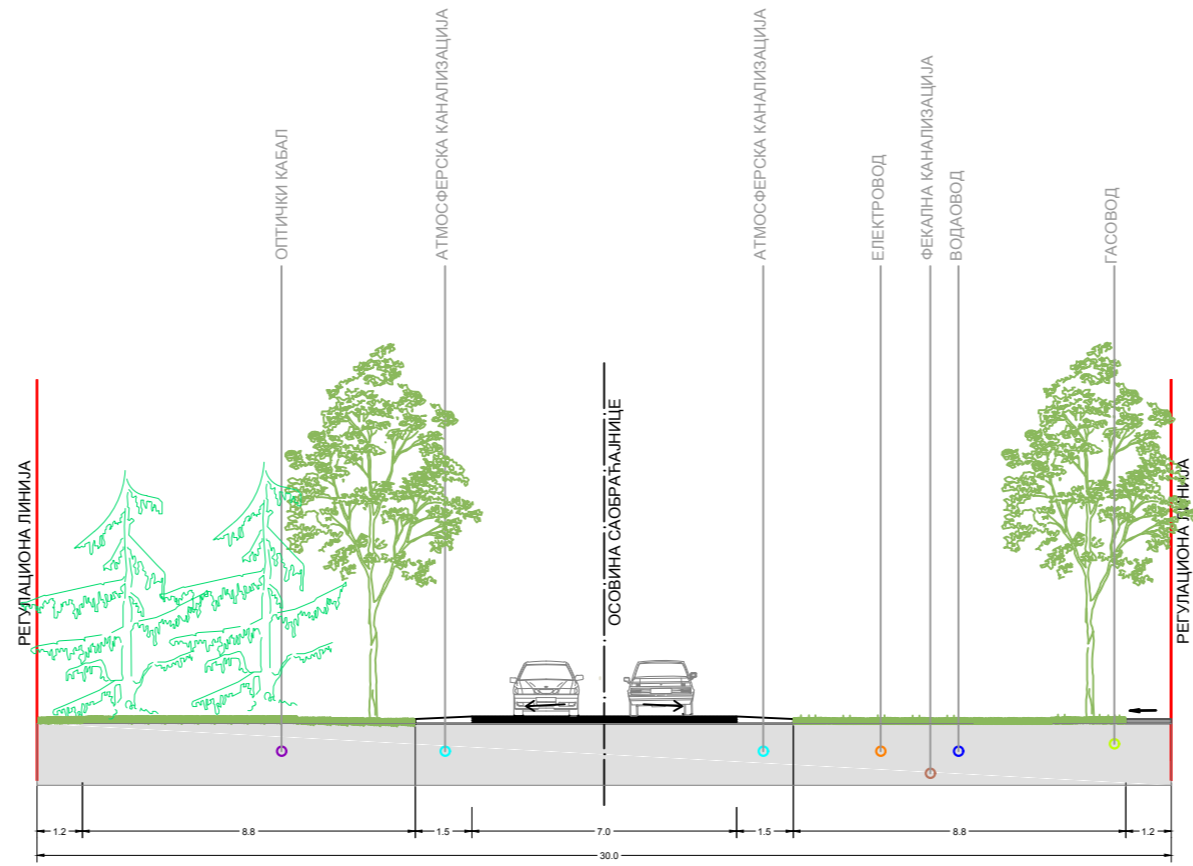 ОПТИЧКИ КАБАЛ
АТМОСФЕРСКА КАНАЛИЗАЦИЈА
АТМОСФЕРСКА КАНАЛИЗАЦИЈА
ЕЛЕКТРОВОД
ФЕКАЛНА КАНАЛИЗАЦИЈА
ВОДАОВОД
ГАСОВОД
РЕГУЛАЦИОНА ЛИНИЈА
ОСОВИНА САОБРАЋАЈНИЦЕ
РЕГУЛАЦИОНА ЛИНИЈА
1.2 8.8 1.5 7.0 1.5 8.8 1.2
30.0